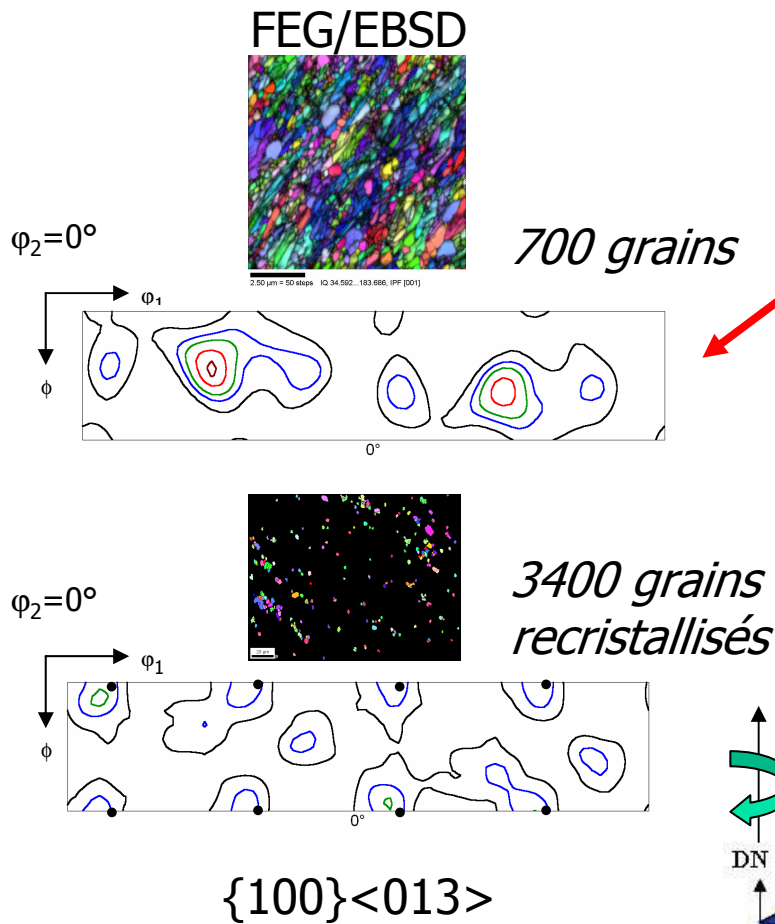 FEG/EBSD
2.50 µm = 50 steps IQ 34.592...183.686, IPF [001]
φ₂=0°
700 grains
φ₁
ϕ
0°
φ₂=0°
3400 grains
recristallisés
φ₁
ϕ
0°
DN
{100}<013>